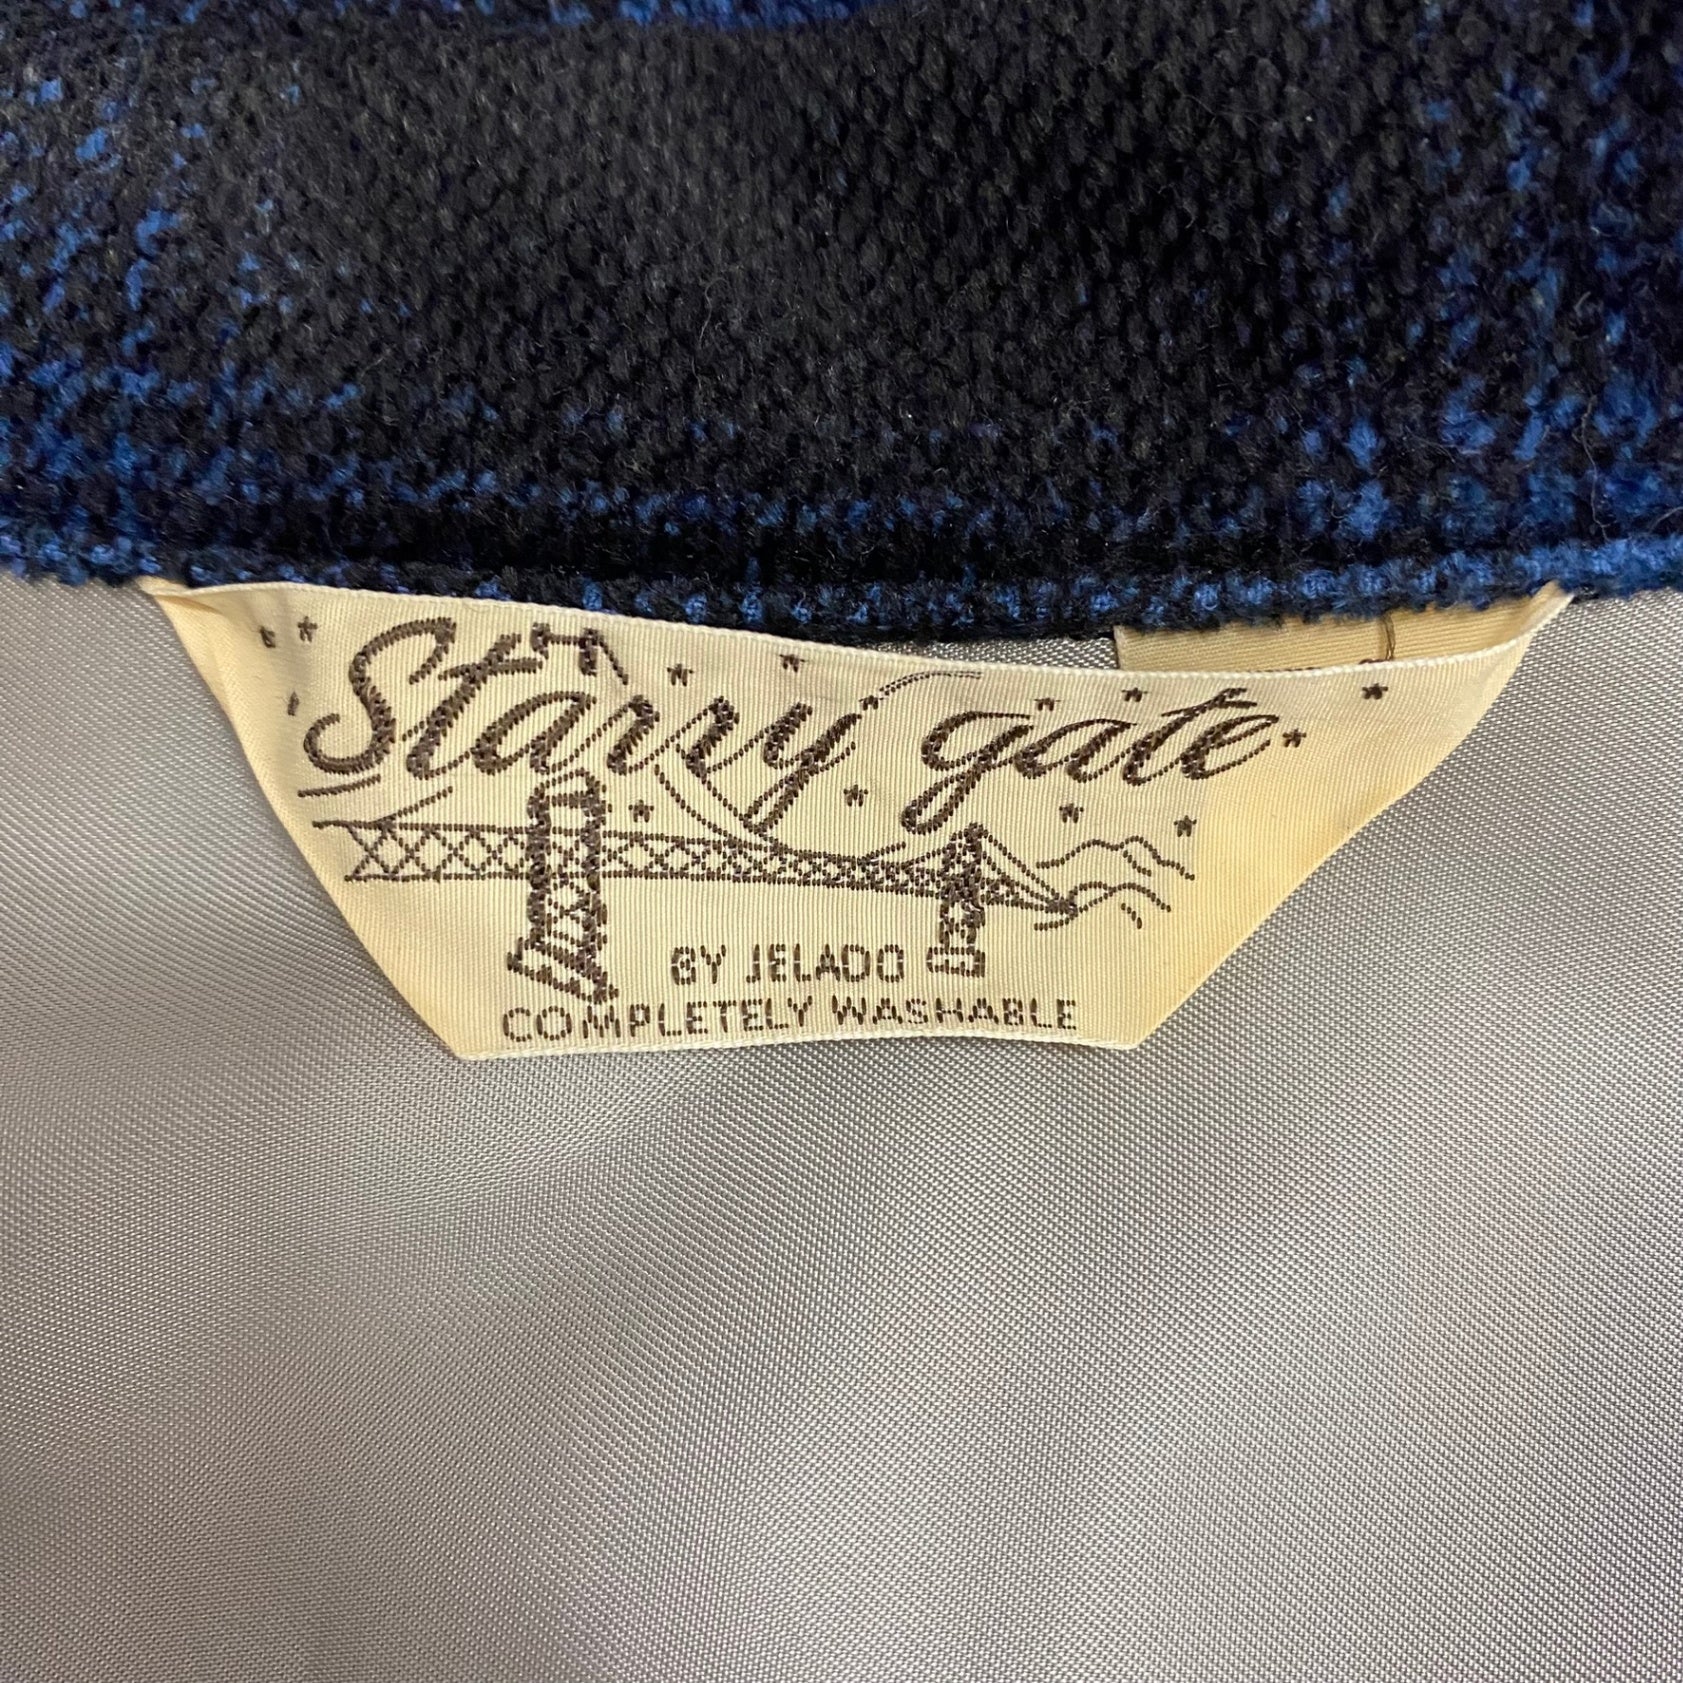 Starry gate
BY JELADO
COMPLETELY WASHABLE